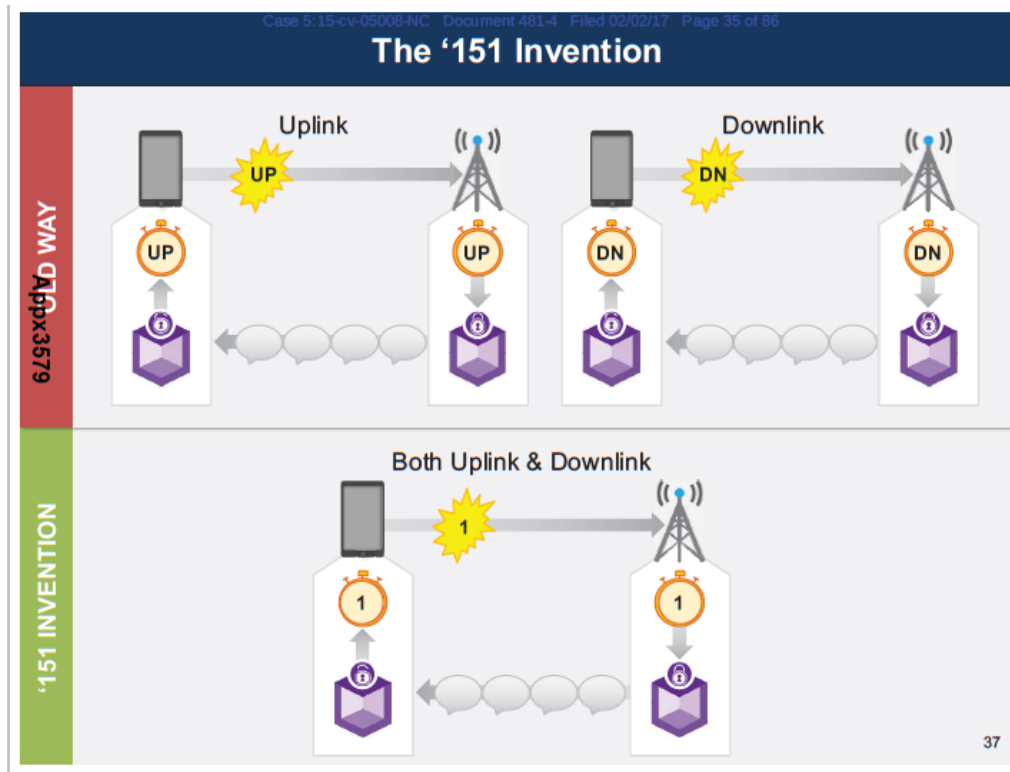 Case 5:15-cv-05008-NC Document 481-4 Filed 02/02/17 Page 35 of 86
The ‘151 Invention
OLD WAY
Appx3579
Uplink
UP
UP
UP
Downlink
DN
DN
DN
‘151 INVENTION
Both Uplink & Downlink
1
1
1
37